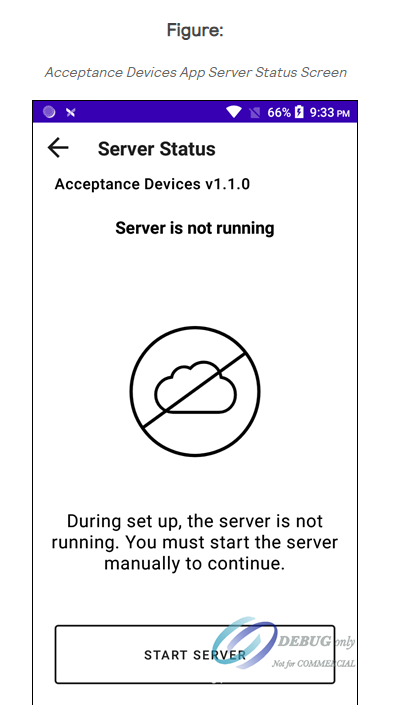 Figure:
Acceptance Devices App Server Status Screen
66% 9:33 PM
Server Status
Acceptance Devices v1.1.0
Server is not running
During set up, the server is not
running. You must start the server
manually to continue.
START SERVER
DEBUG only
Not for COMMERCIAL